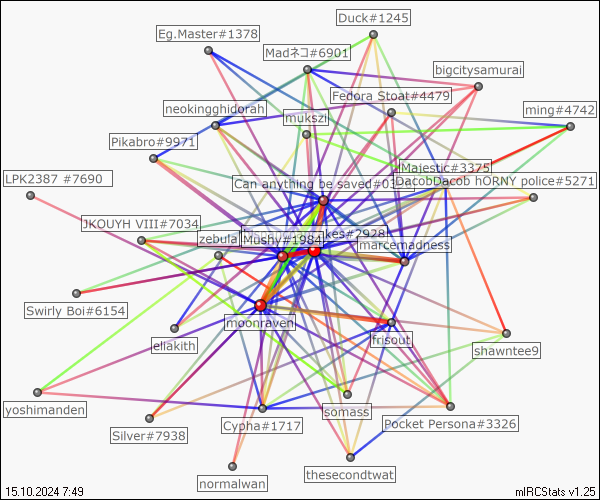 Duck#1245
Eg.Master#1378
Madネコ#6901
bigcitysamurai
Fedora Stoat#4479
ming#4742
neokingghidorah
mukszi
Pikabro#9971
Majestic#3375
LPK2387 #7690
Can anything be saved#0
DacobDacob hORNY police#5271
JKOUYH VIII#7034
kes#2928
zebula
Mushy#1984
marcemadness
Swirly Boi#6154
moonraven
eliakith
frisout
shawntee9
yoshimanden
somass
Silver#7938
Cypha#1717
Pocket Persona#3326
normalwan
thesecondtwat
15.10.2024 7:49
mIRCStats v1.25